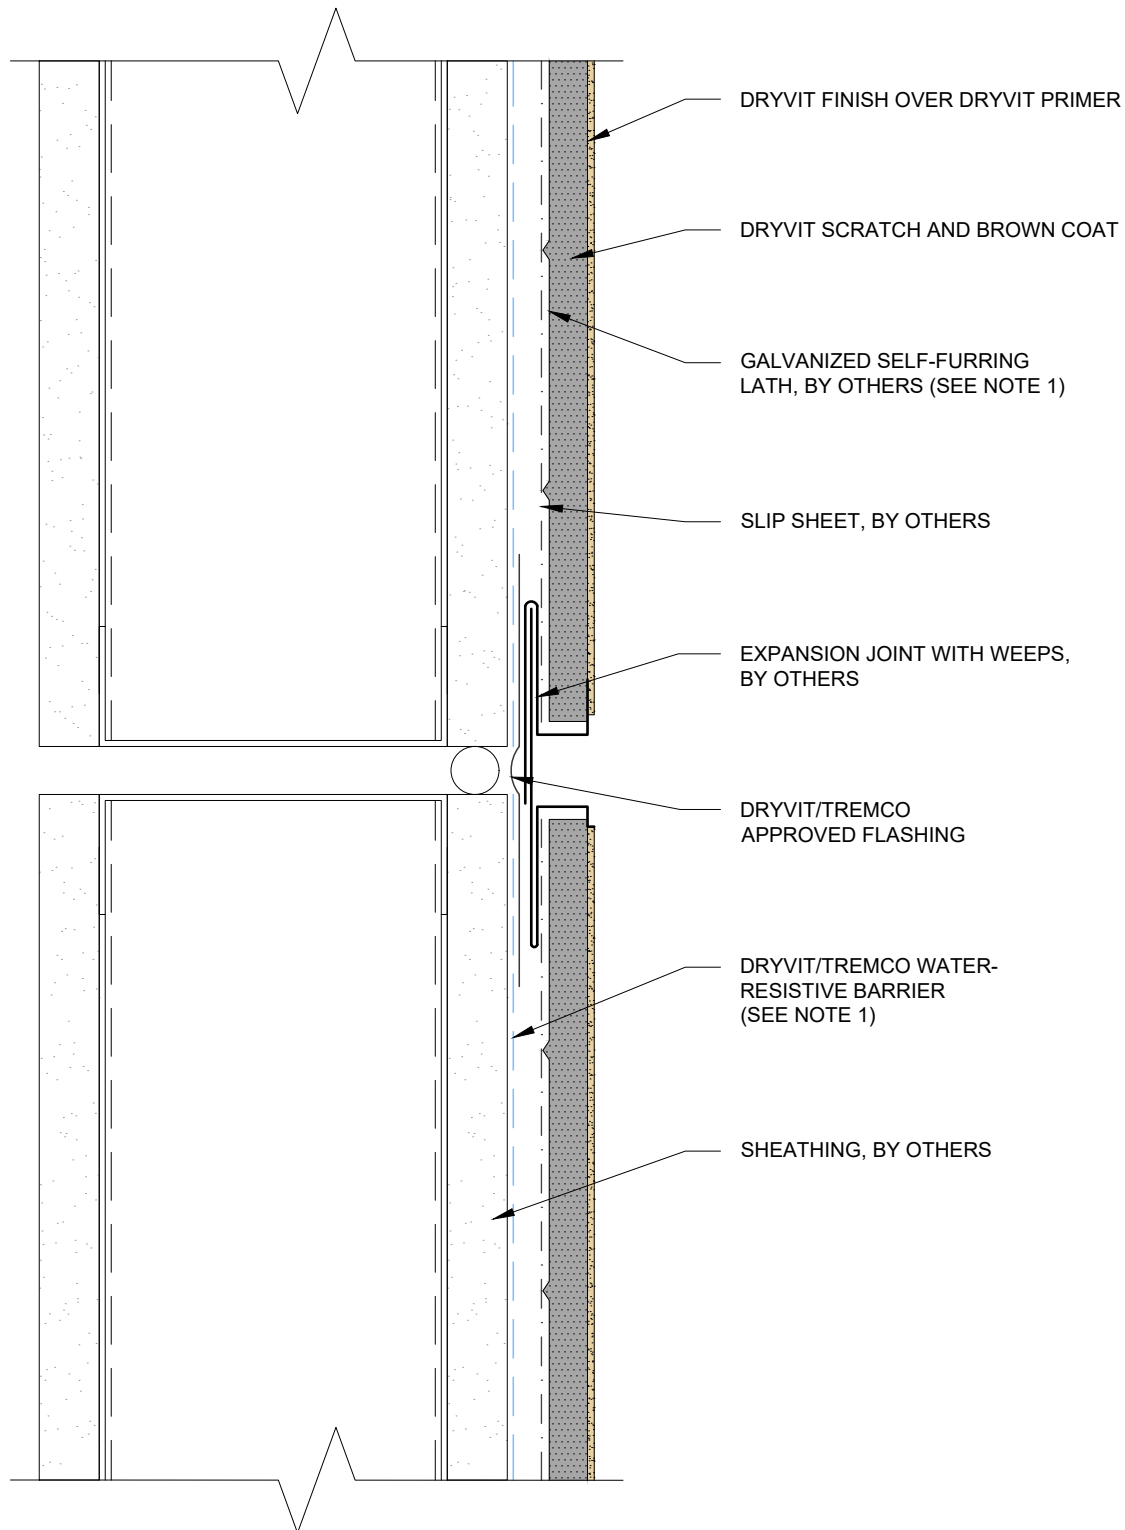 DRYVIT FINISH OVER DRYVIT PRIMER
DRYVIT SCRATCH AND BROWN COAT
GALVANIZED SELF-FURRING
LATH, BY OTHERS (SEE NOTE 1)
SLIP SHEET, BY OTHERS
EXPANSION JOINT WITH WEEPS,
BY OTHERS
DRYVIT/TREMCO
APPROVED FLASHING
DRYVIT/TREMCO WATER-
RESISTIVE BARRIER
(SEE NOTE 1)
SHEATHING, BY OTHERS